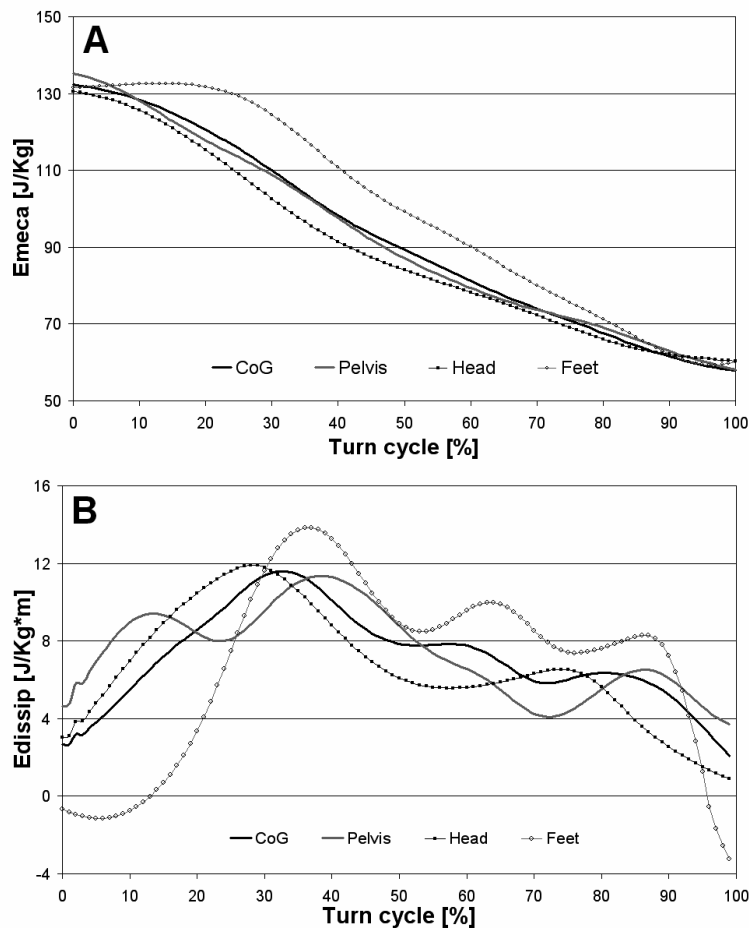 A
Emeca [J/Kg]
150
130
110
90
70
50
CoG Pelvis Head Feet
0 10 20 30 40 50 60 70 80 90 100
Turn cycle [%]
B
Edissip [J/Kg*m]
16
12
8
4
0
-4
CoG Pelvis Head Feet
0 10 20 30 40 50 60 70 80 90 100
Turn cycle [%]